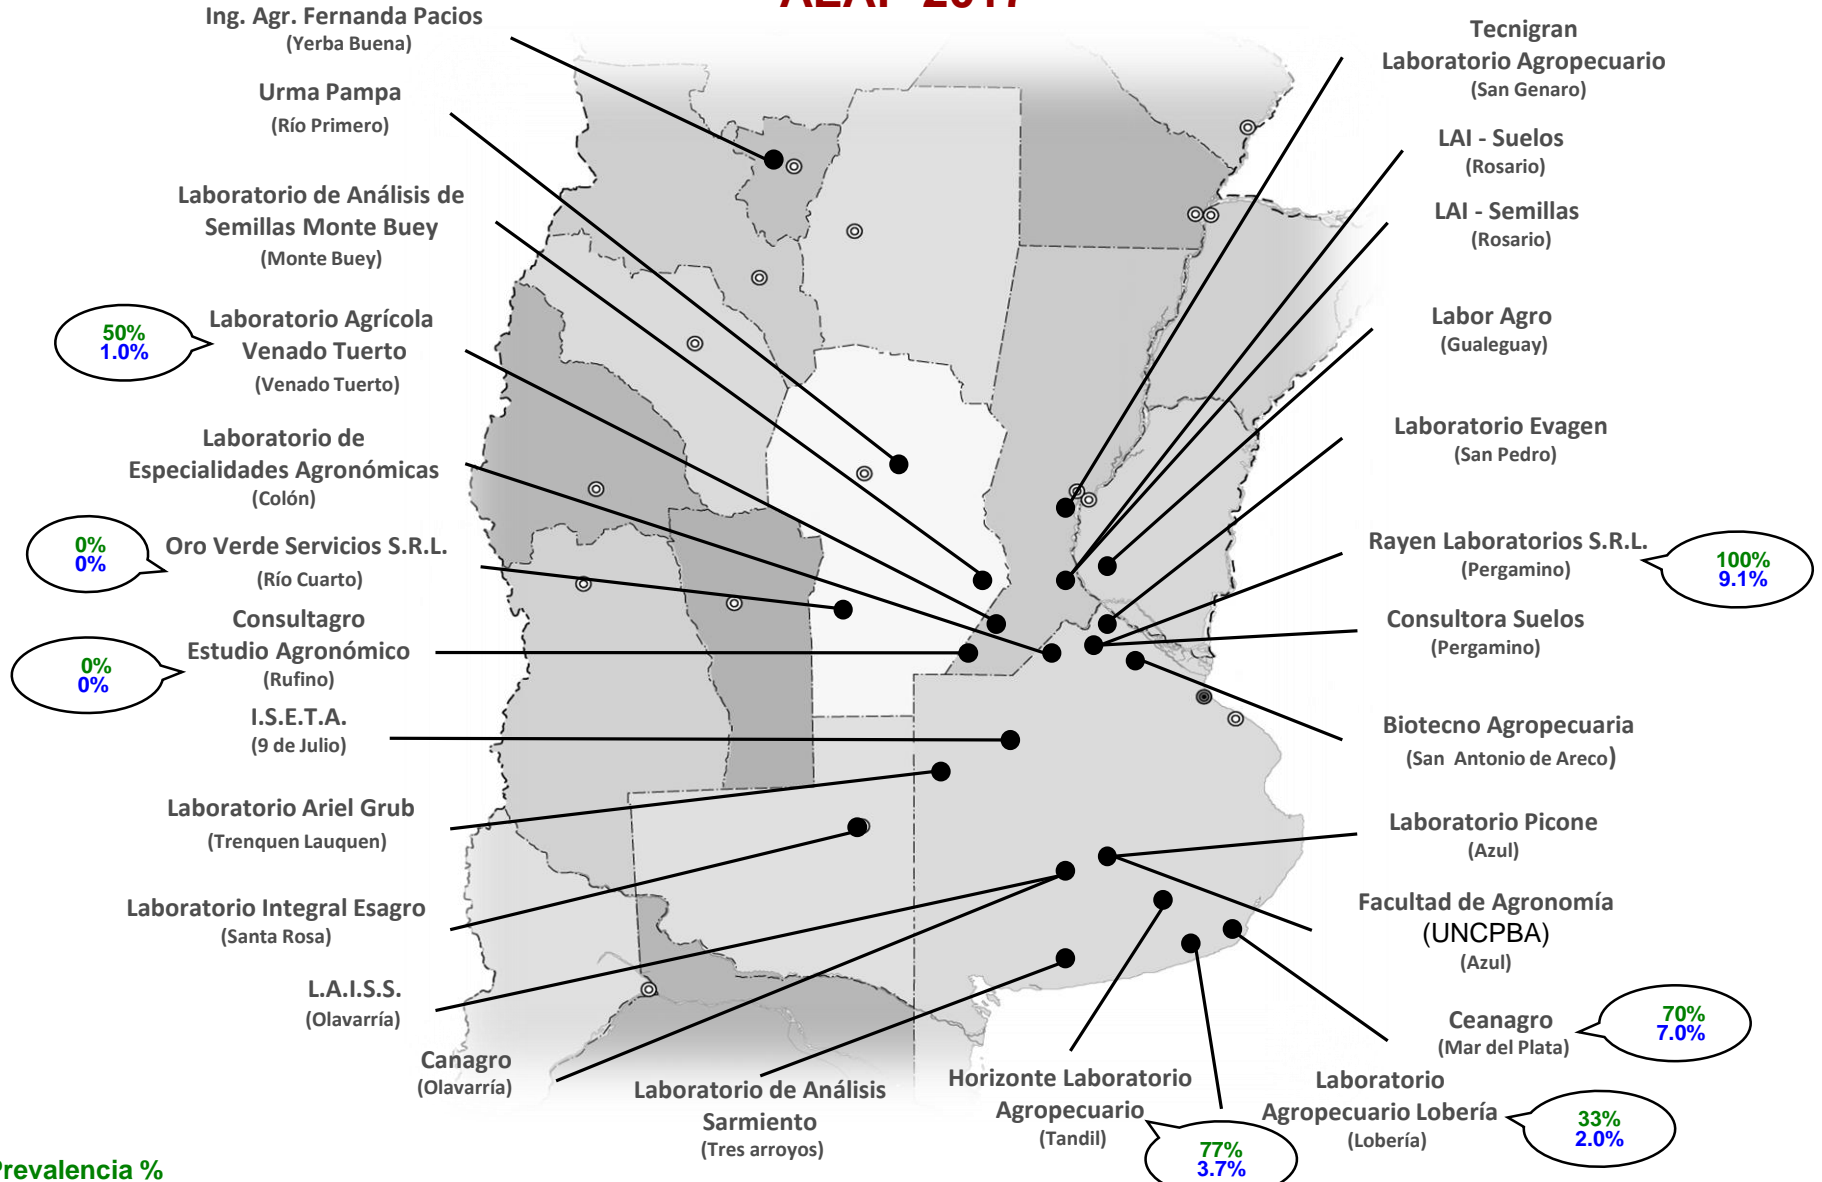 ALAP 2017
Ing. Agr. Fernanda Pacios
(Yerba Buena)
Urma Pampa
(Río Primero)
Laboratorio de Análisis de
Semillas Monte Buey
(Monte Buey)
50%
1.0%
Laboratorio Agrícola
Venado Tuerto
(Venado Tuerto)
Laboratorio de
Especialidades Agronómicas
(Colón)
0%
0%
Oro Verde Servicios S.R.L.
(Río Cuarto)
Consultagro
Estudio Agronómico
(Rufino)
0%
0%
I.S.E.T.A.
(9 de Julio)
Laboratorio Ariel Grub
(Trenquen Lauquen)
Laboratorio Integral Esagro
(Santa Rosa)
L.A.I.S.S.
(Olavarría)
Canagro
(Olavarría)
Laboratorio de Análisis
Sarmiento
(Tres arroyos)
Horizonte Laboratorio
Agropecuario
(Tandil)
77%
3.7%
Tecnigran
Laboratorio Agropecuario
(San Genaro)
LAI - Suelos
(Rosario)
LAI - Semillas
(Rosario)
Labor Agro
(Gualeguay)
Laboratorio Evagen
(San Pedro)
Rayen Laboratorios S.R.L.
(Pergamino)
100%
9.1%
Consultora Suelos
(Pergamino)
Biotecno Agropecuaria
(San Antonio de Areco)
Laboratorio Picone
(Azul)
Facultad de Agronomía
(UNCPBA)
(Azul)
Ceanagro
(Mar del Plata)
70%
7.0%
Laboratorio
Agropecuario Lobería
(Lobería)
33%
2.0%
Prevalencia %